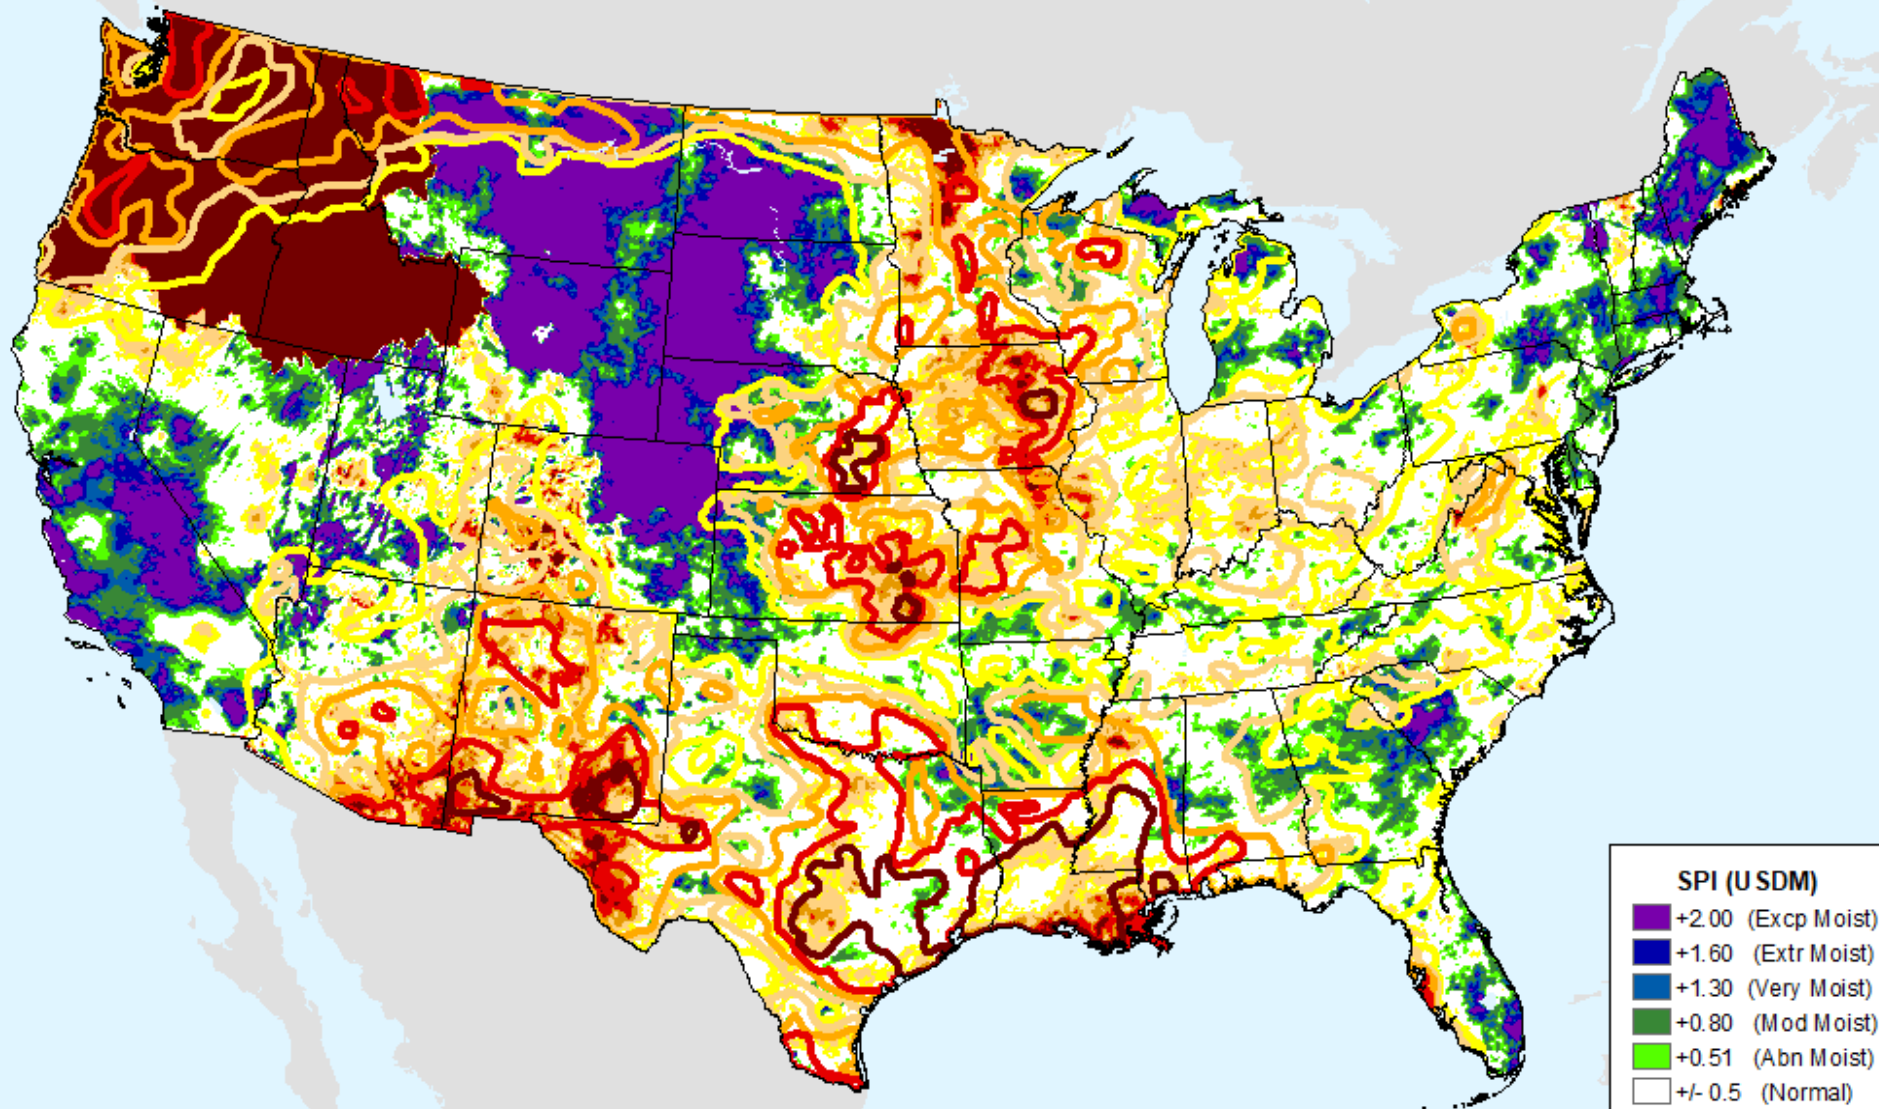 SPI (USDM)
+2.00 (Excp Moist)
+1.60 (Extr Moist)
+1.30 (Very Moist)
+0.80 (Mod Moist)
+0.51 (Abn Moist)
+/- 0.5 (Normal)